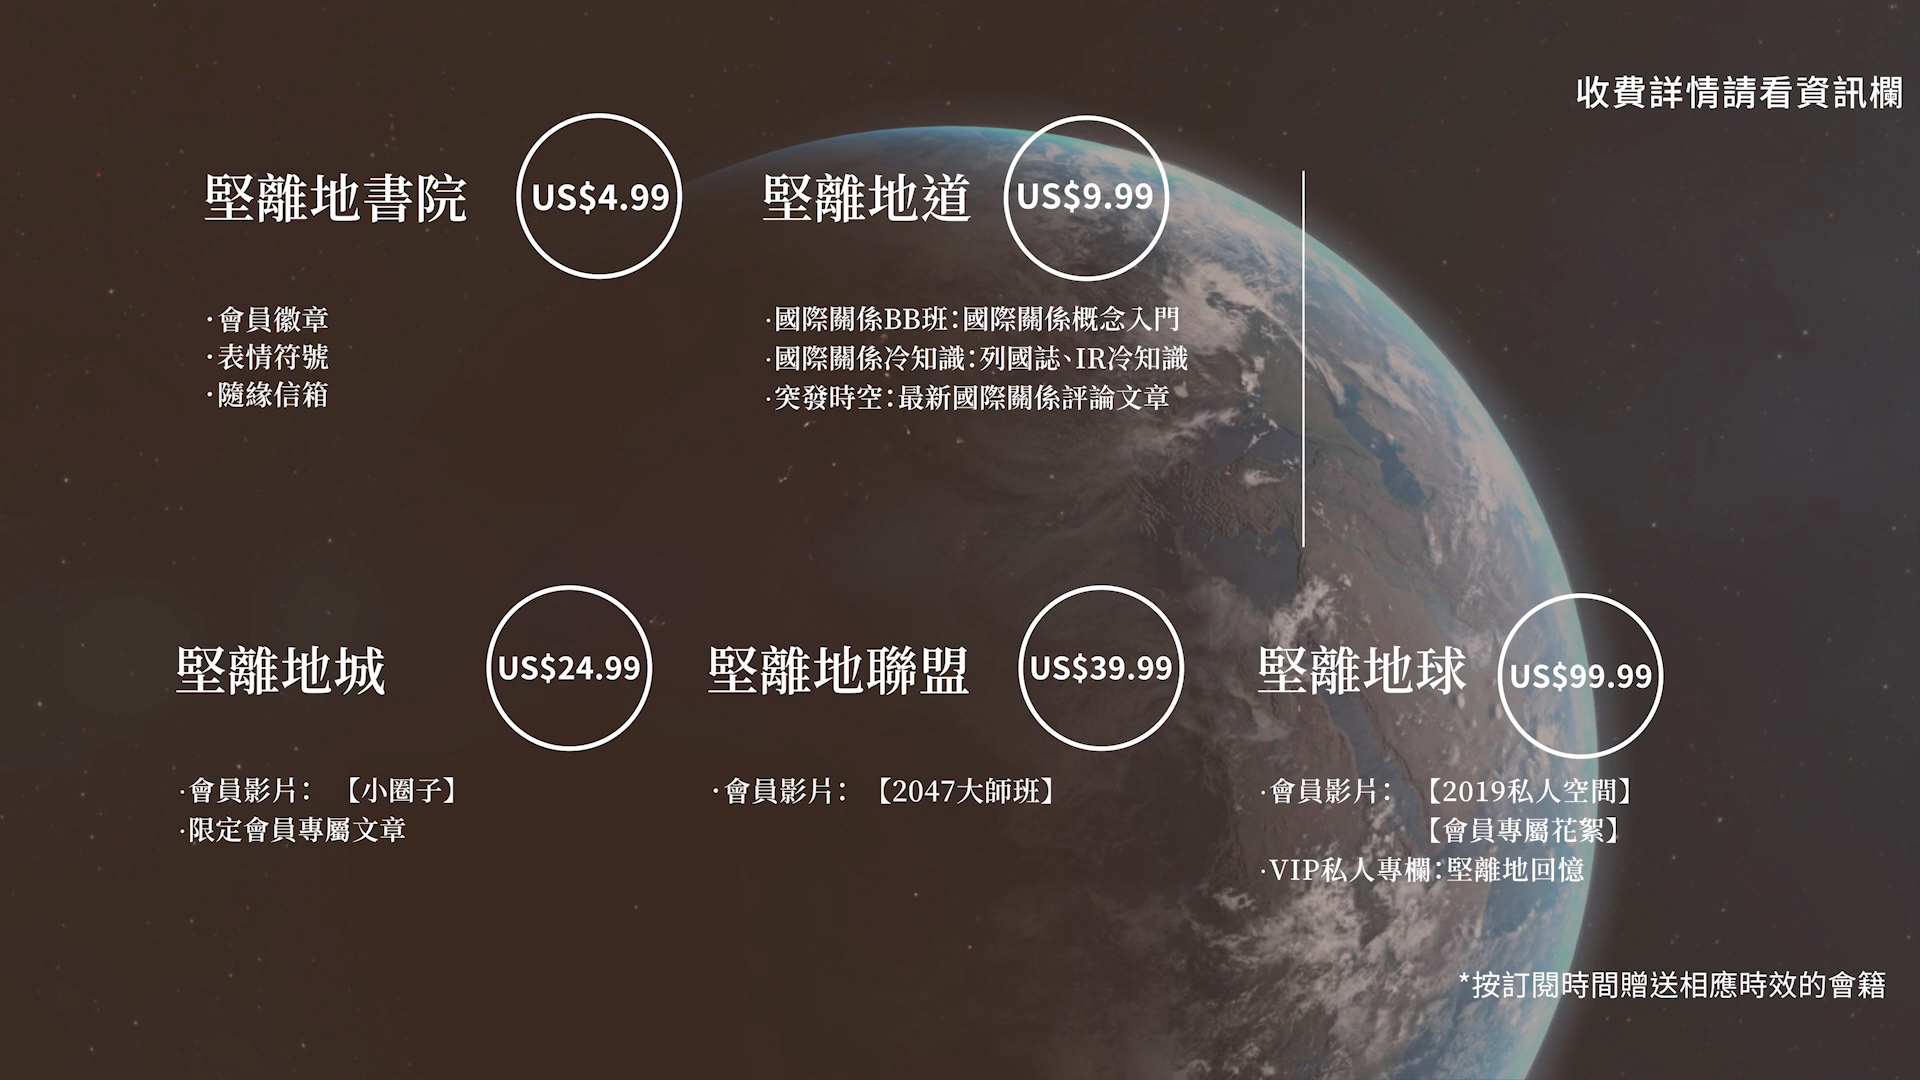 收費詳情請看資訊欄
堅離地書院
US$4.99
·會員徽章
·表情符號
·隨緣信箱
堅離地道
US$9.99
·國際關係BB班：國際關係概念入門
·國際關係冷知識：列國誌、IR冷知識
·突發時空：最新國際關係評論文章
堅離地城
US$24.99
·會員影片： 【小圈子】
·限定會員專屬文章
堅離地聯盟
US$39.99
·會員影片： 【2047大師班】
堅離地球
US$99.99
·會員影片： 【2019私人空間】
【會員專屬花絮】
·VIP私人專欄：堅離地回憶
*按訂閱時間贈送相應時效的會籍